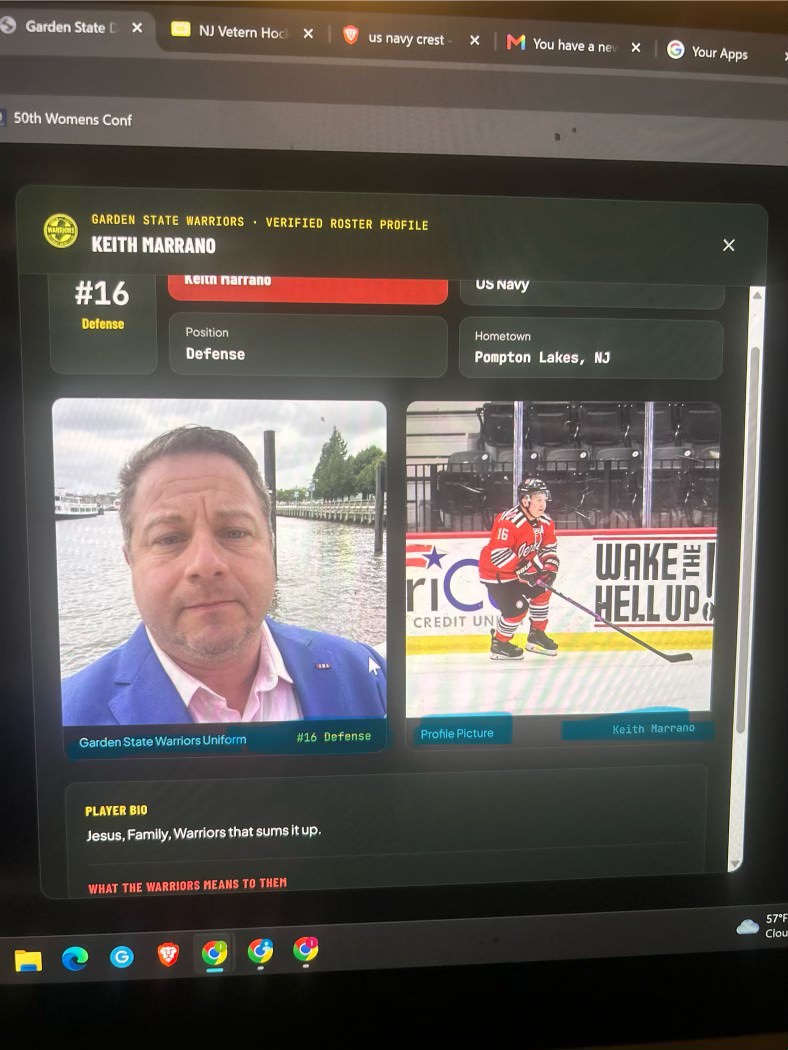 Garden State D
NJ Vetern Hoc
us navy crest -
You have a nev
Your Apps
50th Womens Conf
WARRIORS
GARDEN STATE WARRIORS · VERIFIED ROSTER PROFILE
KEITH MARRANO
#16
Defense
Keith Marrano
US Navy
Position
Defense
Hometown
Pompton Lakes, NJ
16
WAKE THE HELL UP!
CREDIT UN
Garden State Warriors Uniform
#16 Defense
Profile Picture
Keith Marrano
PLAYER BIO
Jesus, Family, Warriors that sums it up.
WHAT THE WARRIORS MEANS TO THEM
57°F
Clou